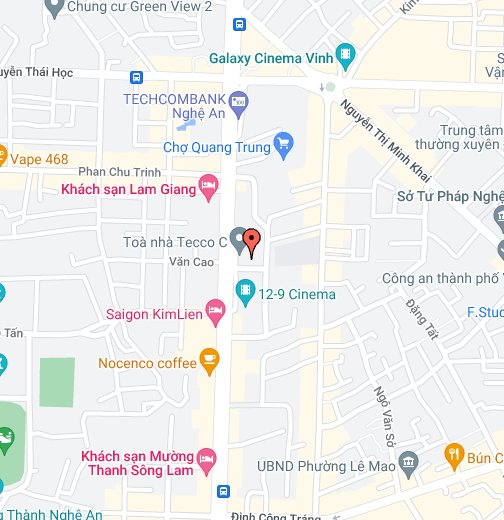 Chung cư Green View 2
Galaxy Cinema Vinh
uyễn Thái Học
TECHCOMBANK
Nghệ An
Nguyễn Thị Minh Khai
Trung tâm
thường xuyên
Chợ Quang Trung
Vape 468
Phan Chu Trinh
Khách sạn Lam Giang
Sở Tư Pháp Nghệ
Toà nhà Tecco C
Văn Cao
Công an thành phố
12-9 Cinema
Saigon KimLien
F.Stud
Đặng Tất
Tấn
Nocenco coffee
Ngô Văn Sở
Khách sạn Mường
Thanh Sông Lam
UBND Phường Lê Mao
Bún C
g Thành Nghệ An
Đinh Công Tráng